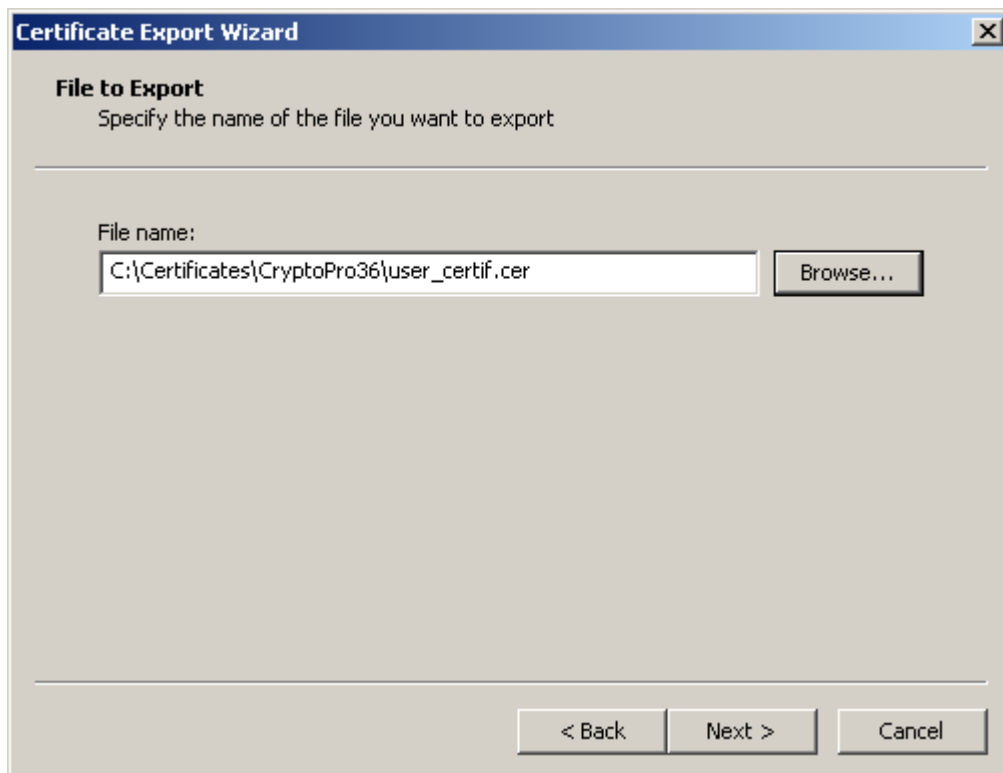 Certificate Export Wizard
File to Export
Specify the name of the file you want to export
File name:
C:\Certificates\CryptoPro36\user_certif.cer
Browse...
< Back
Next >
Cancel